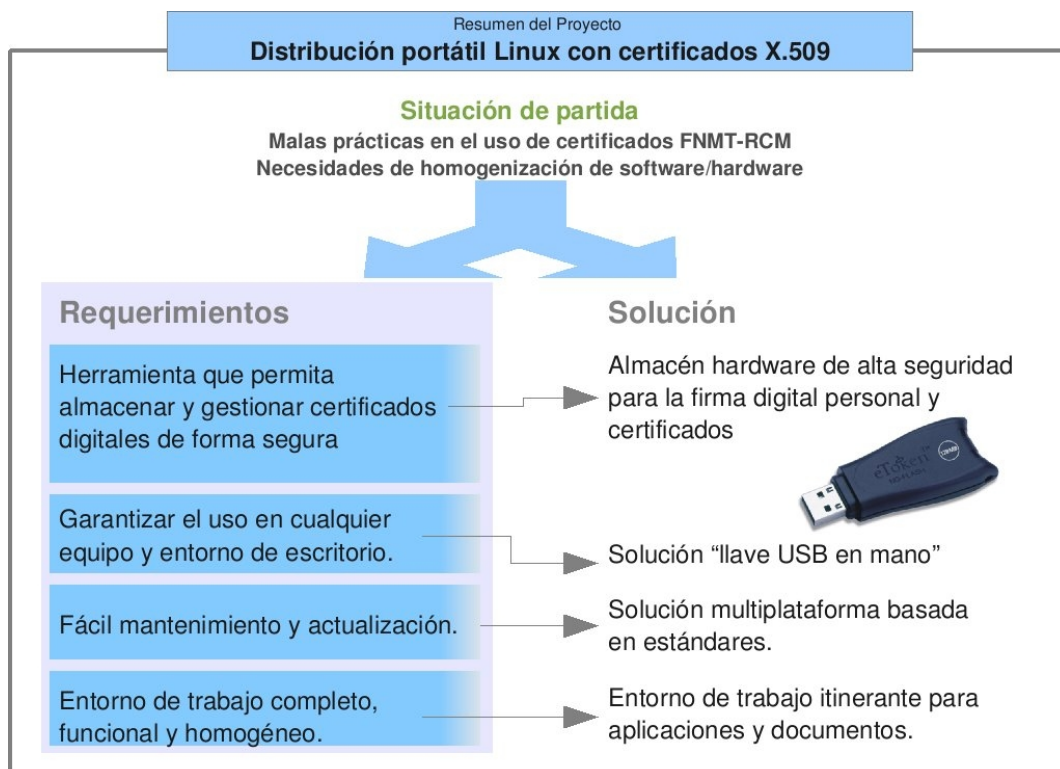 Resumen del Proyecto
Distribución portátil Linux con certificados X.509
Situación de partida
Malas prácticas en el uso de certificados FNMT-RCM
Necesidades de homogenización de software/hardware
Requerimientos
Solución
Herramienta que permita
almacenar y gestionar certificados
digitales de forma segura
Almacén hardware de alta seguridad
para la firma digital personal y
certificados
eToken
Garantizar el uso en cualquier
equipo y entorno de escritorio.
Solución “llave USB en mano”
Fácil mantenimiento y actualización.
Solución multiplataforma basada
en estándares.
Entorno de trabajo completo,
funcional y homogéneo.
Entorno de trabajo itinerante para
aplicaciones y documentos.